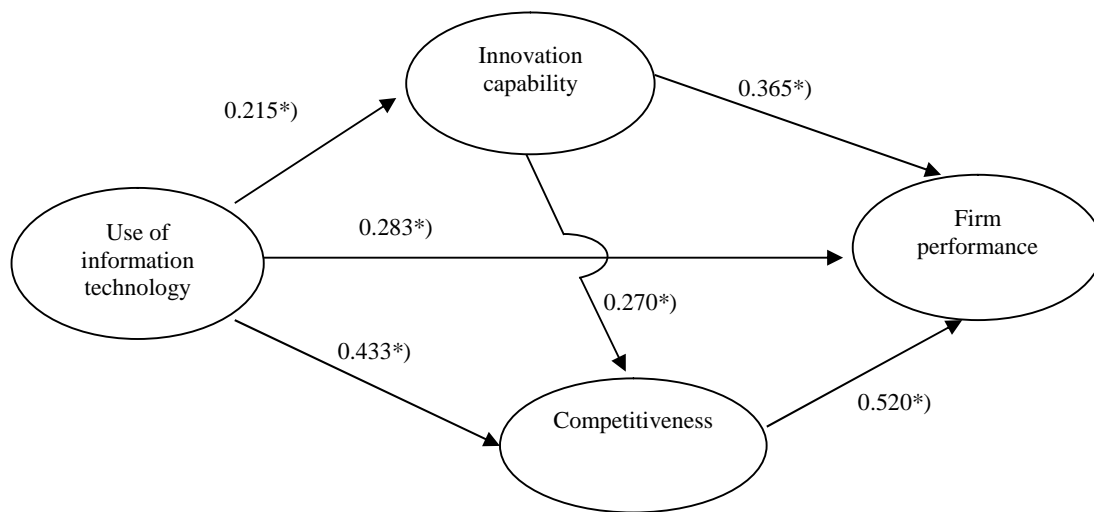 Innovation
capability
0.365*)
0.215*)
Use of
information
technology
0.283*)
Firm
performance
0.270*)
0.433*)
Competitiveness
0.520*)